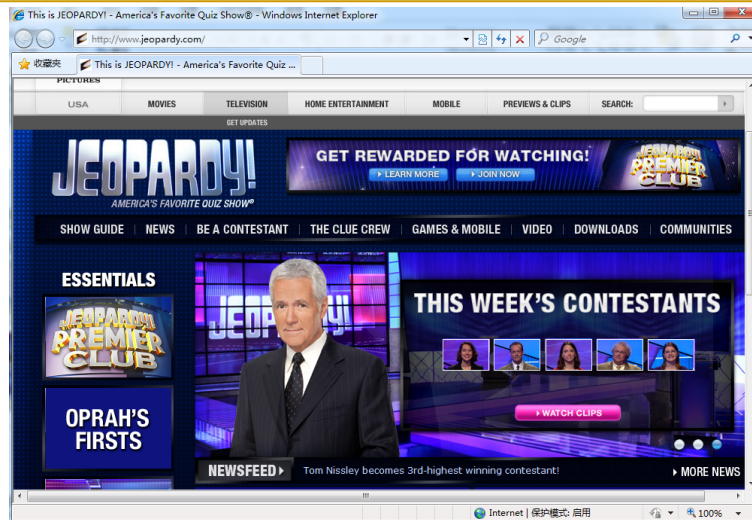 This is JEOPARDY! - America's Favorite Quiz Show® - Windows Internet Explorer
http://www.jeopardy.com/
Google
收藏夹
This is JEOPARDY! - America's Favorite Quiz ...
PICTURES
USA MOVIES TELEVISION HOME ENTERTAINMENT MOBILE PREVIEWS & CLIPS SEARCH:
GET UPDATES
JEOPARDY!
AMERICA'S FAVORITE QUIZ SHOW®
GET REWARDED FOR WATCHING!
LEARN MORE JOIN NOW
JEOPARDY!
PREMIER
CLUB
SHOW GUIDE | NEWS | BE A CONTESTANT | THE CLUE CREW | GAMES & MOBILE | VIDEO | DOWNLOADS | COMMUNITIES
ESSENTIALS
JEOPARDY!
PREMIER
CLUB
OPRAH'S
FIRSTS
THIS WEEK'S CONTESTANTS
WATCH CLIPS
NEWSFEED Tom Nissley becomes 3rd-highest winning contestant! MORE NEWS
Internet | 保护模式: 启用
100%